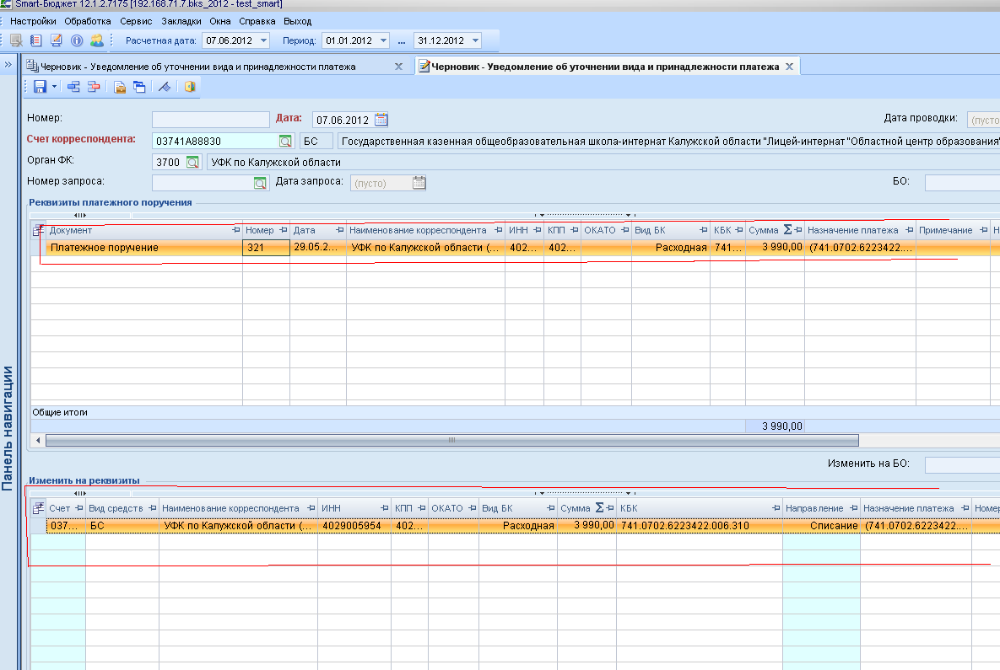 Smart-Бюджет 12.1.2.7175 [192.168.71.7.bks_2012 - test_smart]
Настройки Обработка Сервис Закладки Окна Справка Выход
Расчетная дата: 07.06.2012 Период: 01.01.2012 ... 31.12.2012
Черновик - Уведомление об уточнении вида и принадлежности платежа Черновик - Уведомление об уточнении вида и принадлежности платежа
Номер: Дата: 07.06.2012 Дата проводки: (пусто
Счет корреспондента: 03741А88830 БС Государственная казенная общеобразовательная школа-интернат Калужской области "Лицей-интернат "Областной центр образования"
Орган ФК: 3700 УФК по Калужской области
Номер запроса: Дата запроса: (пусто) БО:
Реквизиты платежного поручения
Документ Номер Дата Наименование корреспондента ИНН КПП ОКАТО Вид БК КБК Сумма Σ Назначение платежа Примечание Н
Платежное поручение 321 29.05.2... УФК по Калужской области (... 402... 402... Расходная 741... 3 990,00 (741.0702.6223422....
Общие итоги
3 990,00
Изменить на БО:
Изменить на реквизиты
Счет Вид средств Наименование корреспондента ИНН КПП ОКАТО Вид БК Сумма Σ КБК Направление Назначение платежа Номер
037... БС УФК по Калужской области (... 4029005954 402... Расходная 3 990,00 741.0702.6223422.006.310 Списание (741.0702.6223422....
Панель навигации